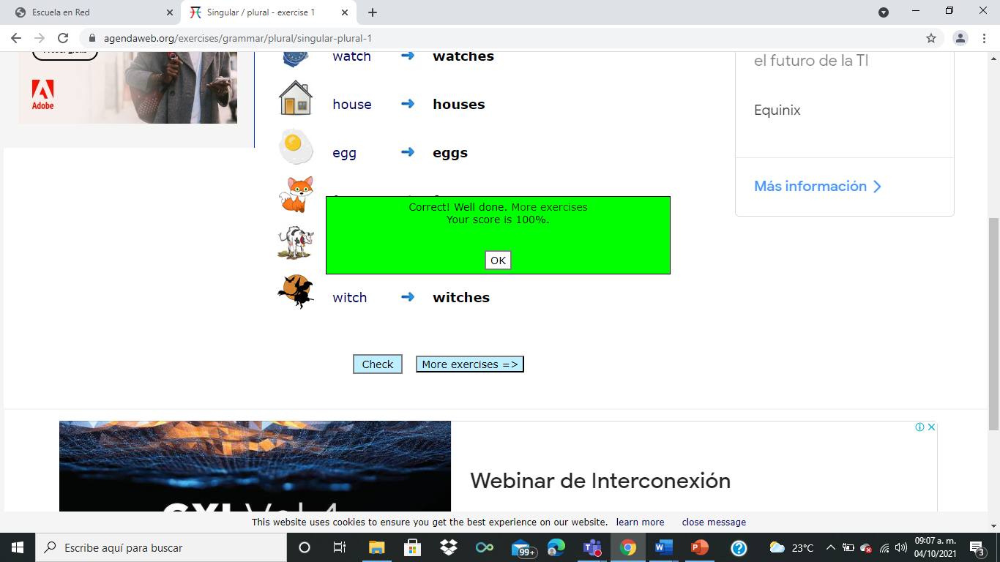 Escuela en Red
Singular / plural - exercise 1
agendaweb.org/exercises/grammar/plural/singular-plural-1
Adobe
watch → watches
house → houses
egg → eggs
Correct! Well done. More exercises
Your score is 100%.
OK
witch → witches
Check
More exercises =>
el futuro de la TI
Equinix
Más información
Webinar de Interconexión
This website uses cookies to ensure you get the best experience on our website. learn more close message
Escribe aquí para buscar
99+
23°C
09:07 a. m.
04/10/2021
3